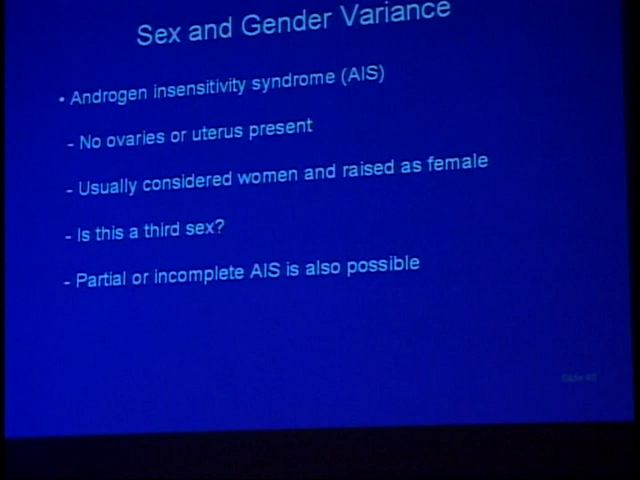 Sex and Gender Variance
• Androgen insensitivity syndrome (AIS)
- No ovaries or uterus present
- Usually considered women and raised as female
- Is this a third sex?
- Partial or incomplete AIS is also possible
Slide